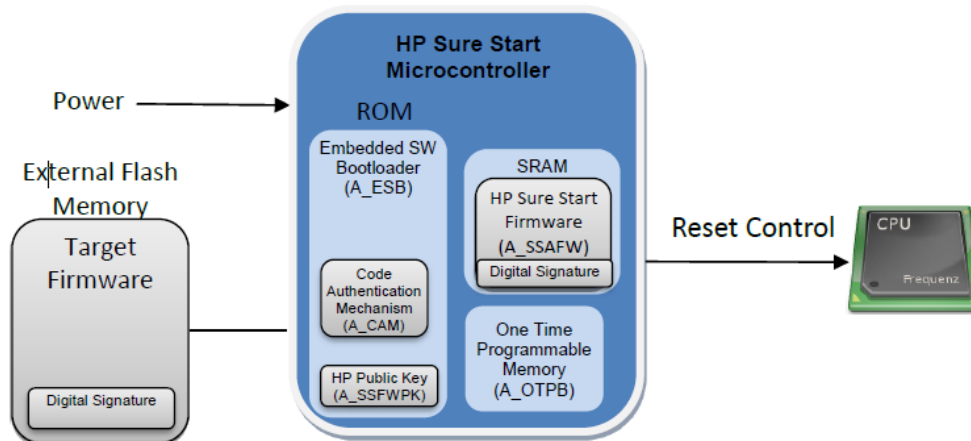 HP Sure Start
Microcontroller
Power
ROM
Embedded SW
Bootloader
(A_ESB)
SRAM
HP Sure Start
Firmware
(A_SSAFW)
Digital Signature
External Flash
Memory
Target
Firmware
Digital Signature
Code
Authentication
Mechanism
(A_CAM)
HP Public Key
(A_SSFWPK)
One Time
Programmable
Memory
(A_OTPB)
Reset Control
CPU
Frequenz